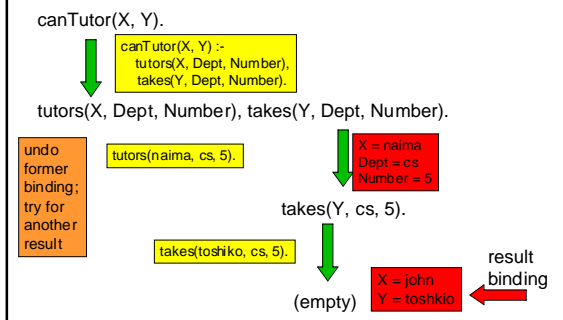 canTutor(X, Y).
canTutor(X, Y) :-
tutors(X, Dept, Number),
takes(Y, Dept, Number).
tutors(X, Dept, Number), takes(Y, Dept, Number).
undo
former
binding;
try for
another
result
tutors(naima, cs, 5).
X = naima
Dept = cs
Number = 5
takes(Y, cs, 5).
takes(toshiko, cs, 5).
(empty)
X = john
Y = toshkio
result
binding